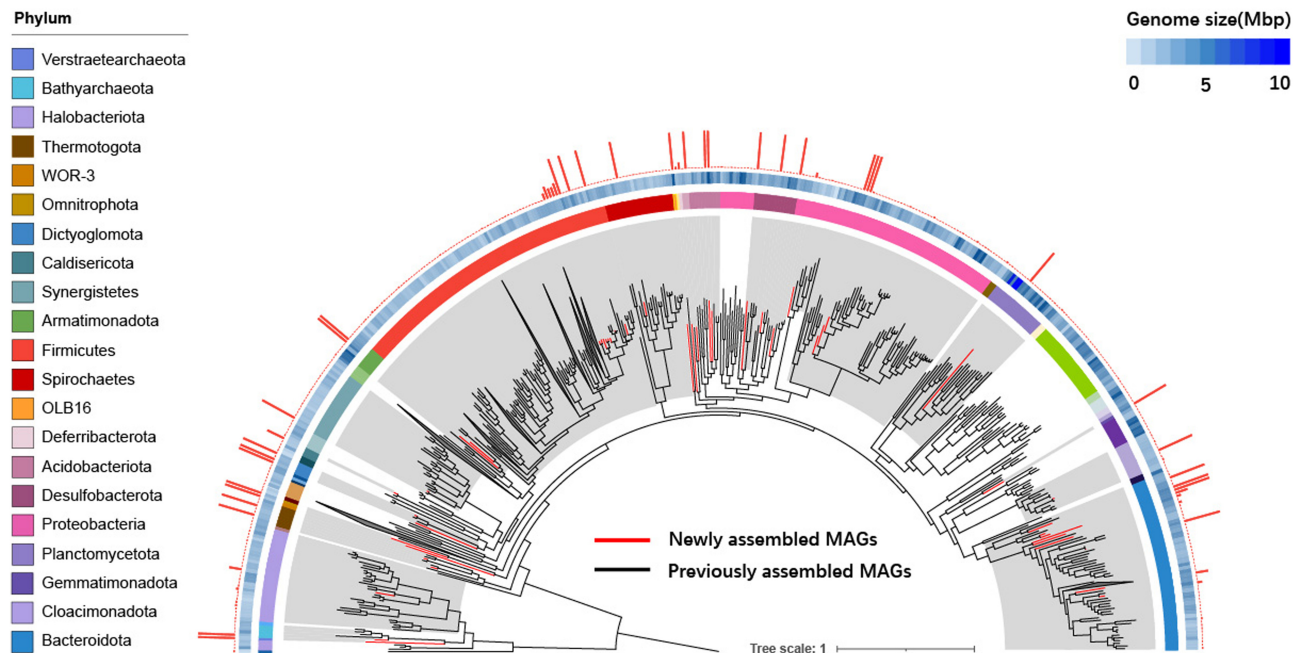 Phylum
Verstraetearchaeota
Bathyarchaeota
Halobacteriota
Thermotogota
WOR-3
Omnitrophota
Dictyoglomota
Caldisericota
Synergistetes
Armatimonadota
Firmicutes
Spirochaetes
OLB16
Deferribacterota
Acidobacteriota
Desulfobacterota
Proteobacteria
Planctomycetota
Gemmatimonadota
Cloacimonadota
Bacteroidota
Genome size(Mbp)
0 5 10
Newly assembled MAGs
Previously assembled MAGs
Tree scale: 1